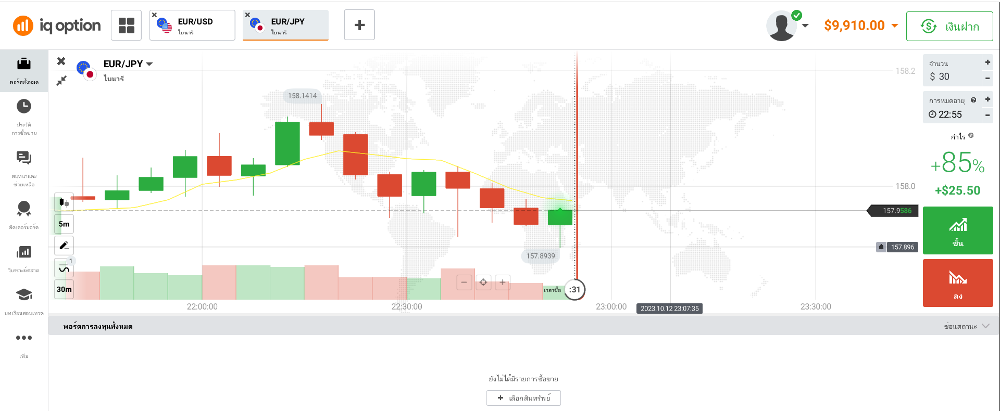 iq option
EUR/USD
ไบนารี
EUR/JPY
ไบนารี
$9,910.00
เงินฝาก
พอร์ตทั้งหมด
ประวัติ
การซื้อขาย
สนทนาและ
ช่วยเหลือ
ลีดเดอร์บอร์ด
วิเคราะห์ตลาด
บทเรียนสอนเทรด
เพิ่ม
EUR/JPY
ไบนารี
158.1414
158.2
158.0
157.9586
157.896
157.8939
5m
1
30m
เวลาซื้อ
:31
22:00:00
22:30:00
23:00:00
2023.10.12 23:07:35
23:30:00
จำนวน
$ 30
การหมดอายุ
22:55
กำไร
+85%
+$25.50
ขึ้น
ลง
พอร์ตการลงทุนทั้งหมด
ซ่อนสถานะ
ยังไม่ได้มีรายการซื้อขาย
+ เลือกสินทรัพย์